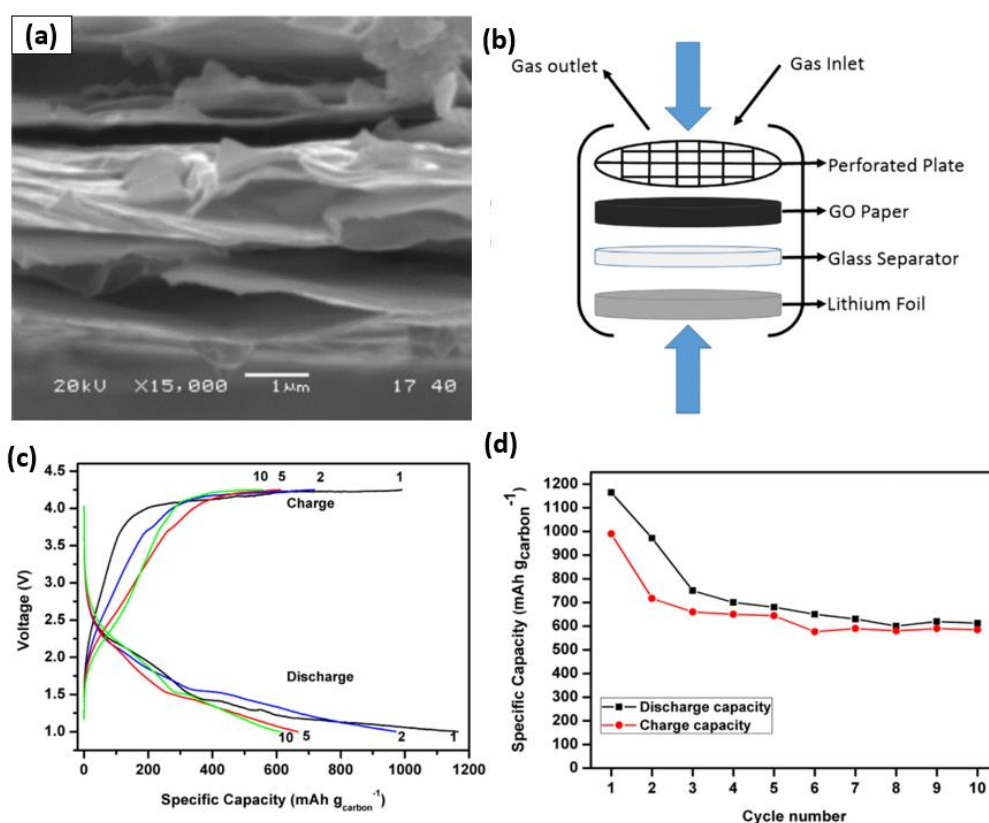 (a)
20kV X15,000 1μm 17 40
(b)
Gas outlet
Gas Inlet
Perforated Plate
GO Paper
Glass Separator
Lithium Foil
(c)
4.5
4.0
3.5
3.0
2.5
2.0
1.5
1.0
Voltage (V)
10 5 2 1
Charge
Discharge
10 5 2 1
0 200 400 600 800 1000 1200
Specific Capacity (mAh gcarbon-1)
(d)
1200
1100
1000
900
800
700
600
500
400
300
200
100
0
Specific Capacity (mAh gcarbon-1)
Discharge capacity
Charge capacity
1 2 3 4 5 6 7 8 9 10
Cycle number